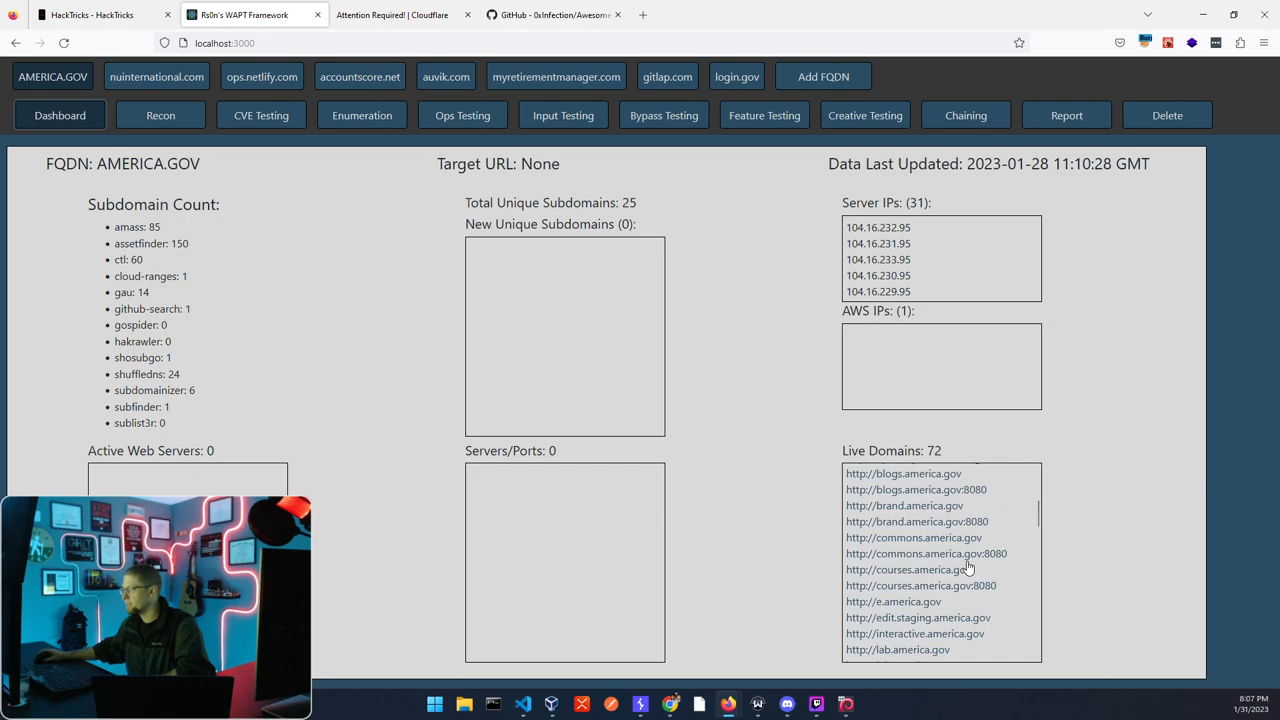 HackTricks - HackTricks
Rs0n's WAPT Framework
Attention Required! | Cloudflare
GitHub - 0xInfection/Awesome-
localhost:3000
AMERICA.GOV
nuinternational.com
ops.netlify.com
accountscore.net
auvik.com
myretirementmanager.com
gitlap.com
login.gov
Add FQDN
Dashboard
Recon
CVE Testing
Enumeration
Ops Testing
Input Testing
Bypass Testing
Feature Testing
Creative Testing
Chaining
Report
Delete
FQDN: AMERICA.GOV
Target URL: None
Data Last Updated: 2023-01-28 11:10:28 GMT
Subdomain Count:
• amass: 85
• assetfinder: 150
• ctl: 60
• cloud-ranges: 1
• gau: 14
• github-search: 1
• gospider: 0
• hakrawler: 0
• shosubgo: 1
• shuffledns: 24
• subdomainizer: 6
• subfinder: 1
• sublist3r: 0
Total Unique Subdomains: 25
New Unique Subdomains (0):
Server IPs: (31):
104.16.232.95
104.16.231.95
104.16.233.95
104.16.230.95
104.16.229.95
AWS IPs: (1):
Active Web Servers: 0
Servers/Ports: 0
Live Domains: 72
http://blogs.america.gov
http://blogs.america.gov:8080
http://brand.america.gov
http://brand.america.gov:8080
http://commons.america.gov
http://commons.america.gov:8080
http://courses.america.go
http://courses.america.gov:8080
http://e.america.gov
http://edit.staging.america.gov
http://interactive.america.gov
http://lab.america.gov
8:07 PM
1/31/2023